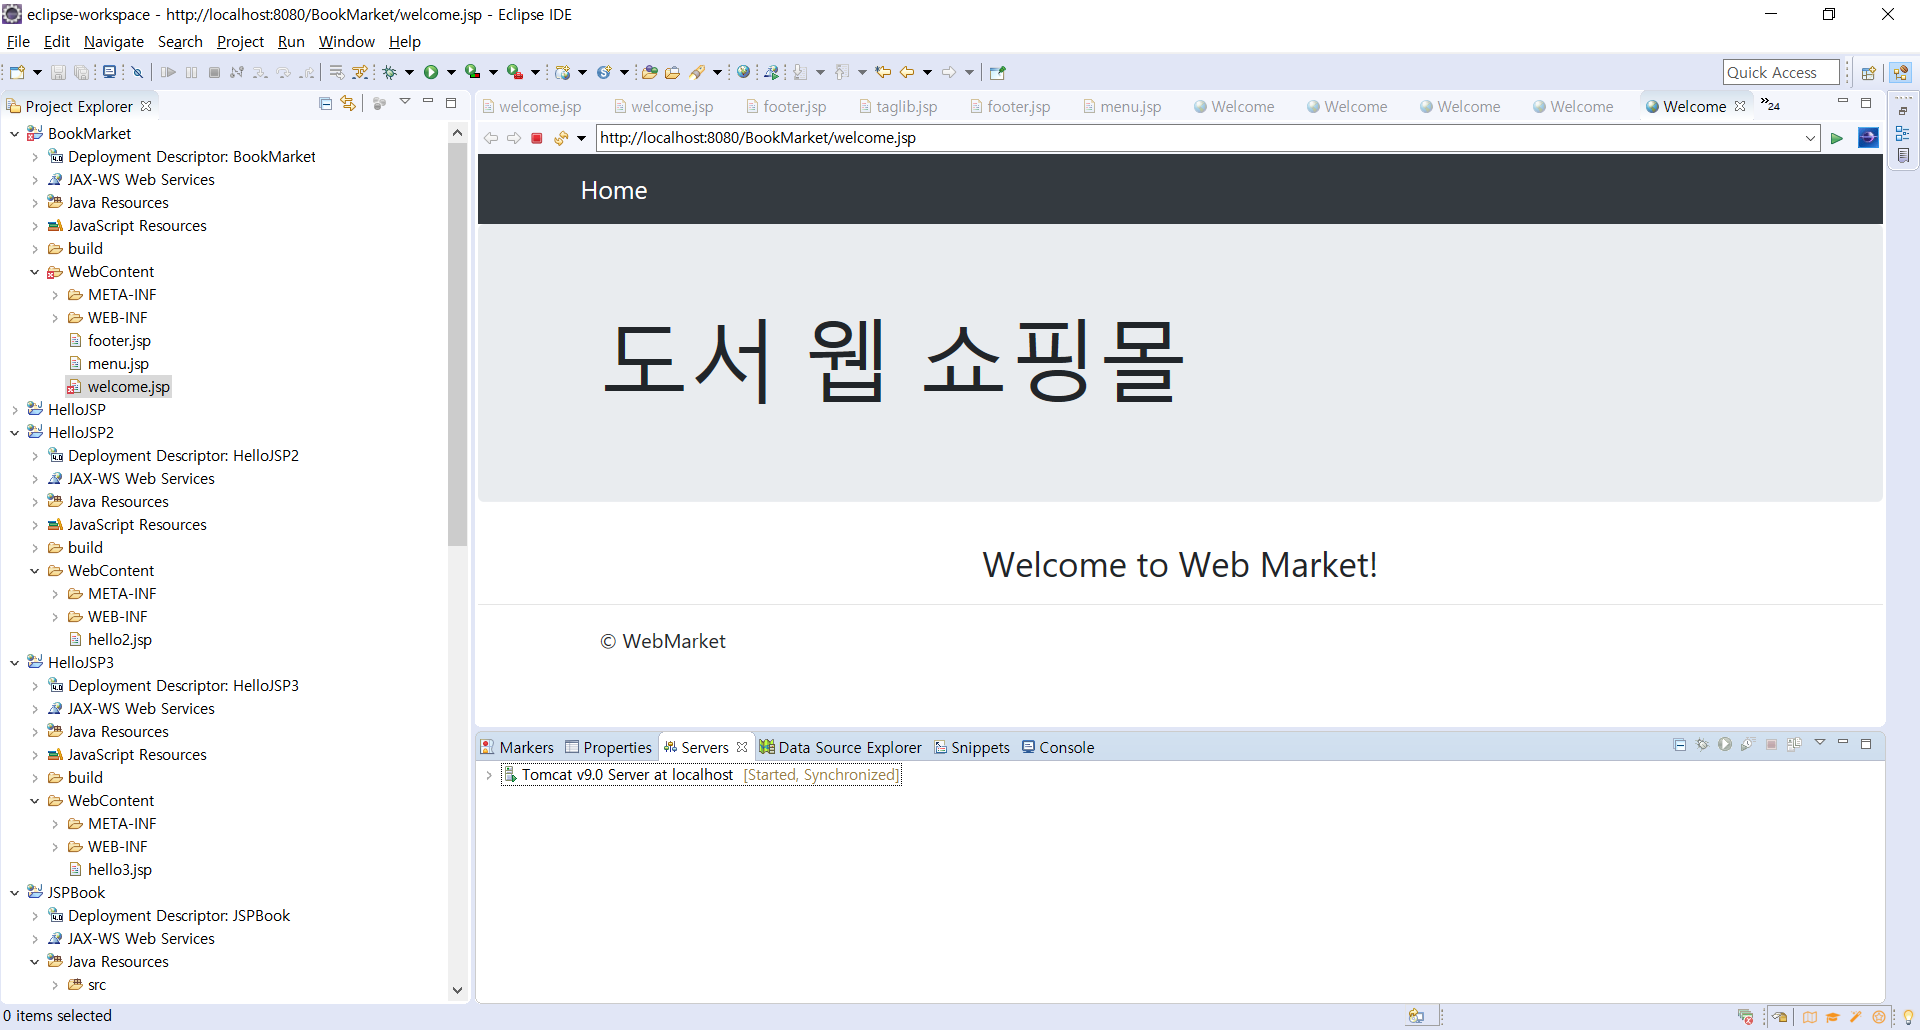 eclipse-workspace - http://localhost:8080/BookMarket/welcome.jsp - Eclipse IDE
File Edit Navigate Search Project Run Window Help
Quick Access
Project Explorer
BookMarket
Deployment Descriptor: BookMarket
JAX-WS Web Services
Java Resources
JavaScript Resources
build
WebContent
META-INF
WEB-INF
footer.jsp
menu.jsp
welcome.jsp
HelloJSP
HelloJSP2
Deployment Descriptor: HelloJSP2
JAX-WS Web Services
Java Resources
JavaScript Resources
build
WebContent
META-INF
WEB-INF
hello2.jsp
HelloJSP3
Deployment Descriptor: HelloJSP3
JAX-WS Web Services
Java Resources
JavaScript Resources
build
WebContent
META-INF
WEB-INF
hello3.jsp
JSPBook
Deployment Descriptor: JSPBook
JAX-WS Web Services
Java Resources
src
welcome.jsp welcome.jsp footer.jsp taglib.jsp footer.jsp menu.jsp Welcome Welcome Welcome Welcome Welcome »24
http://localhost:8080/BookMarket/welcome.jsp
Home
도서 웹 쇼핑몰
Welcome to Web Market!
© WebMarket
Markers Properties Servers Data Source Explorer Snippets Console
Tomcat v9.0 Server at localhost [Started, Synchronized]
0 items selected